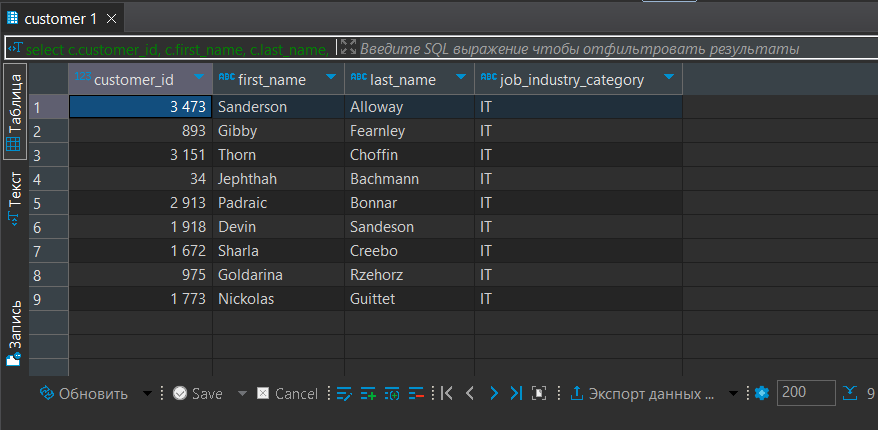 customer 1
select c.customer_id, c.first_name, c.last_name, Введите SQL выражение чтобы отфильтровать результаты
Таблица
Текст
Запись
123 customer_id ABC first_name ABC last_name ABC job_industry_category
1 3 473 Sanderson Alloway IT
2 893 Gibby Fearnley IT
3 3 151 Thorn Choffin IT
4 34 Jephthah Bachmann IT
5 2 913 Padraic Bonnar IT
6 1 918 Devin Sandeson IT
7 1 672 Sharla Creebo IT
8 975 Goldarina Rzehorz IT
9 1 773 Nickolas Guittet IT
Обновить Save Cancel Экспорт данных ... 200 9